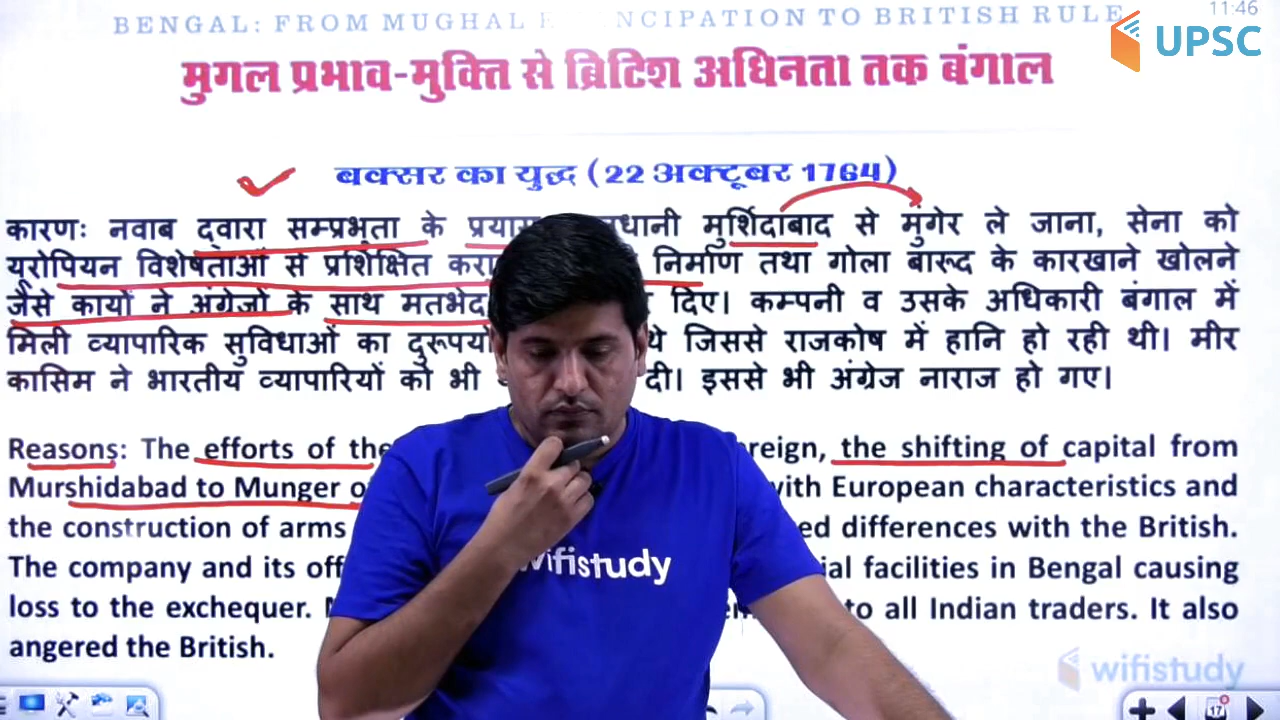 BENGAL: FROM MUGHAL NCIPATION TO BRITISH RULE
11:46
UPSC
मुगल प्रभाव-मुक्ति से ब्रिटिश अधिनता तक बंगाल
बक्सर का युद्ध (22 अक्टूबर 1764)
कारणः नवाब द्वारा सम्प्रभुता के प्रयास धानी मुर्शिदाबाद से मुंगेर ले जाना, सेना को
यूरोपियन विशेषताओं से प्रशिक्षित करा निर्माण तथा गोला बारूद के कारखाने खोलने
जैसे कार्यों ने अंग्रेजों के साथ मतभेद दिए। कम्पनी व उसके अधिकारी बंगाल में
मिली व्यापारिक सुविधाओं का दुरूपयो थे जिससे राजकोष में हानि हो रही थी। मीर
कासिम ने भारतीय व्यापारियों को भी दी। इससे भी अंग्रेज नाराज हो गए।
Reasons: The efforts of the reign, the shifting of capital from
Murshidabad to Munger of with European characteristics and
the construction of arms ed differences with the British.
The company and its off ial facilities in Bengal causing
loss to the exchequer. to all Indian traders. It also
angered the British.
wifistudy
wifistudy
17